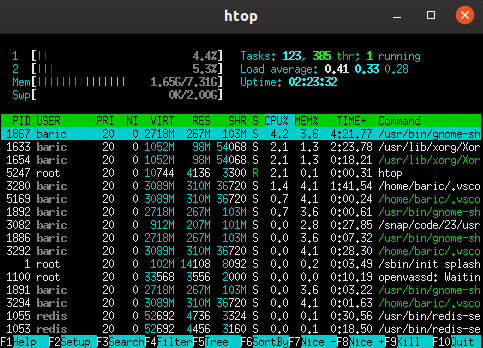 htop
1 [|| 4.4%] Tasks: 123, 385 thr; 1 running
2 [|| 5.3%] Load average: 0.41 0.33 0.28
Mem[||||||||||||||| 1.65G/7.31G] Uptime: 02:23:32
Swp[ 0K/2.00G]
PID USER PRI NI VIRT RES SHR S CPU% MEM% TIME+ Command
1867 baric 20 0 2718M 267M 103M S 4.2 3.6 4:21.77 /usr/bin/gnome-sh
1633 baric 20 0 1052M 98M 54068 S 2.1 1.3 2:23.78 /usr/lib/xorg/Xor
1654 baric 20 0 1052M 98M 54068 S 2.1 1.3 0:18.21 /usr/lib/xorg/Xor
5247 root 20 0 10744 4136 3300 R 2.1 0.1 0:00.31 htop
3280 baric 20 0 3089M 310M 36720 S 1.4 4.1 1:41.54 /home/baric/.vsco
5169 baric 20 0 3089M 310M 36720 S 0.7 4.1 0:00.24 /home/baric/.vsco
1892 baric 20 0 2718M 267M 103M S 0.7 3.6 0:00.61 /usr/bin/gnome-sh
3082 baric 20 0 912M 207M 101M S 0.0 2.8 0:27.85 /snap/code/23/usr
1886 baric 20 0 2718M 267M 103M S 0.0 3.6 0:07.32 /usr/bin/gnome-sh
3292 baric 20 0 3089M 310M 36720 S 0.0 4.1 0:29.30 /home/baric/.vsco
1 root 20 0 102M 14108 8092 S 0.0 0.2 0:03.49 /sbin/init splash
1100 root 20 0 33568 3556 2000 S 0.0 0.0 0:10.19 openvassd: Waitin
1891 baric 20 0 2718M 267M 103M S 0.0 3.6 0:01.63 /usr/bin/gnome-sh
3294 baric 20 0 3089M 310M 36720 S 0.0 4.1 0:03.66 /home/baric/.vsco
1055 redis 20 0 52692 4736 3324 S 0.0 0.1 0:30.56 /usr/bin/redis-se
1053 redis 20 0 52692 4456 3160 S 0.0 0.1 0:18.50 /usr/bin/redis-se
F1Help F2Setup F3SearchF4FilterF5Tree F6SortByF7Nice -F8Nice +F9Kill F10Quit